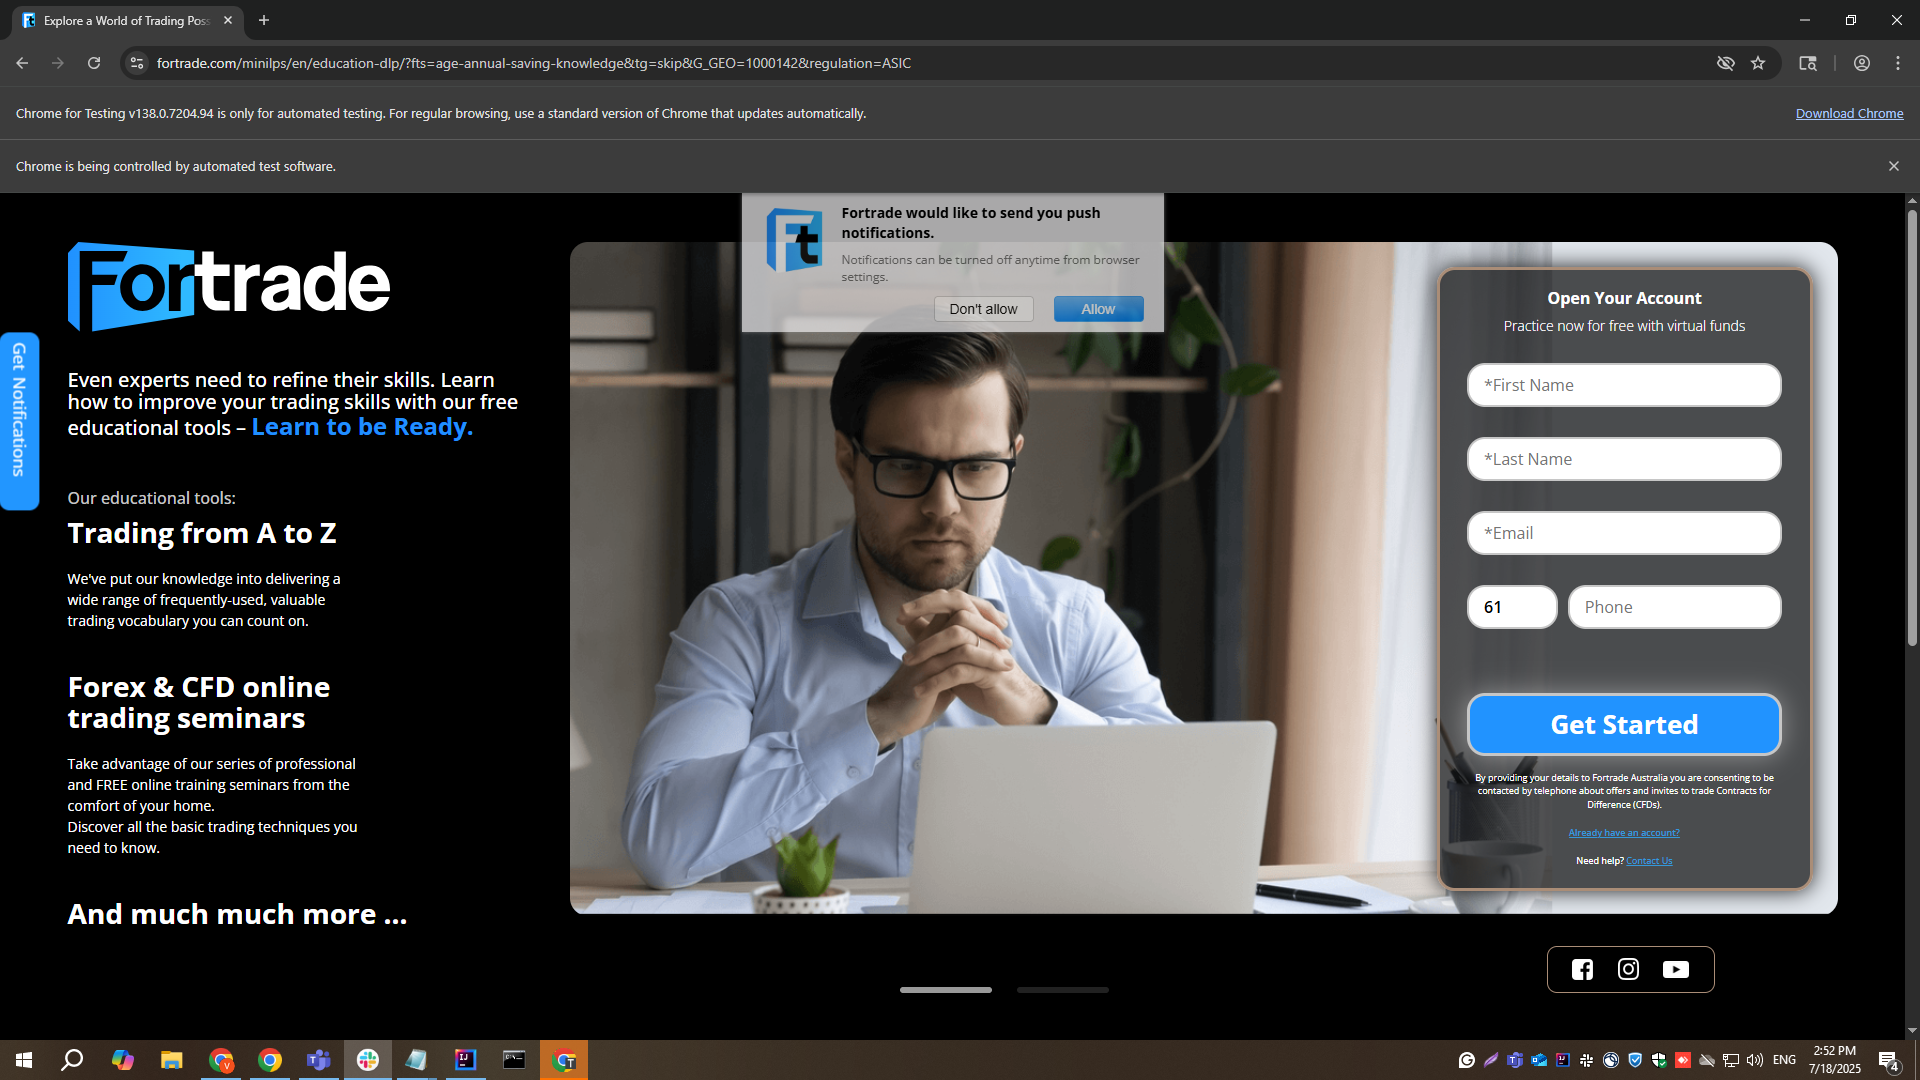 Explore a World of Trading Poss
fortrade.com/minilps/en/education-dlp/?fts=age-annual-saving-knowledge&tg=skip&G_GEO=1000142&regulation=ASIC
Chrome for Testing v138.0.7204.94 is only for automated testing. For regular browsing, use a standard version of Chrome that updates automatically.
Download Chrome
Chrome is being controlled by automated test software.
Fortrade would like to send you push
notifications.
Notifications can be turned off anytime from browser
settings.
Don't allow
Allow
Fortrade
Get Notifications
Even experts need to refine their skills. Learn
how to improve your trading skills with our free
educational tools – Learn to be Ready.
Our educational tools:
Trading from A to Z
We've put our knowledge into delivering a
wide range of frequently-used, valuable
trading vocabulary you can count on.
Forex & CFD online
trading seminars
Take advantage of our series of professional
and FREE online training seminars from the
comfort of your home.
Discover all the basic trading techniques you
need to know.
And much much more ...
Open Your Account
Practice now for free with virtual funds
*First Name
*Last Name
*Email
61
Phone
Get Started
By providing your details to Fortrade Australia you are consenting to be
contacted by telephone about offers and invites to trade Contracts for
Difference (CFDs).
Already have an account?
Need help? Contact Us
ENG
2:52 PM
7/18/2025
4